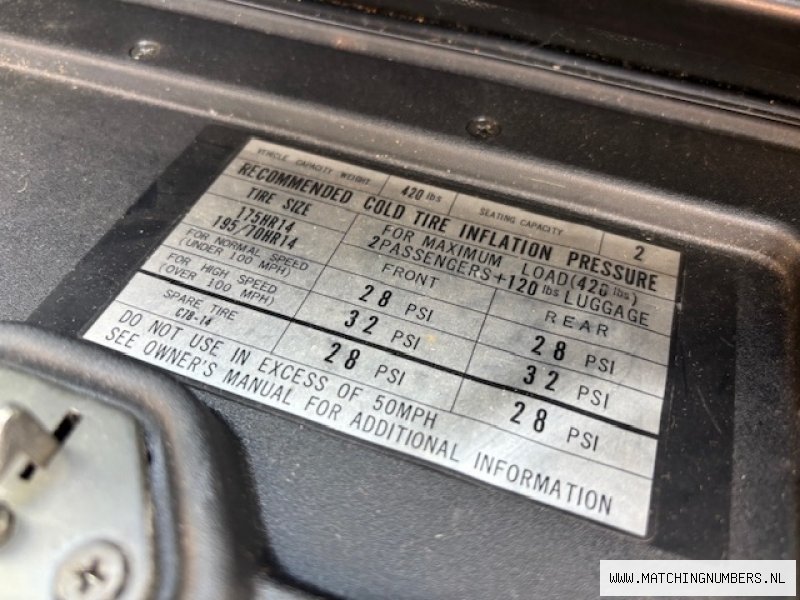 VEHICLE CAPACITY WEIGHT 420 lbs SEATING CAPACITY 2
RECOMMENDED COLD TIRE INFLATION PRESSURE
TIRE SIZE
175HR14
195/70HR14
FOR MAXIMUM LOAD(420 lbs)
2PASSENGERS+120 lbs LUGGAGE
FRONT REAR
FOR NORMAL SPEED
(UNDER 100 MPH)
28 PSI 28 PSI
FOR HIGH SPEED
(OVER 100 MPH)
32 PSI 32 PSI
SPARE TIRE
C78-14
28 PSI 28 PSI
DO NOT USE IN EXCESS OF 50MPH
SEE OWNER'S MANUAL FOR ADDITIONAL INFORMATION
WWW.MATCHINGNUMBERS.NL